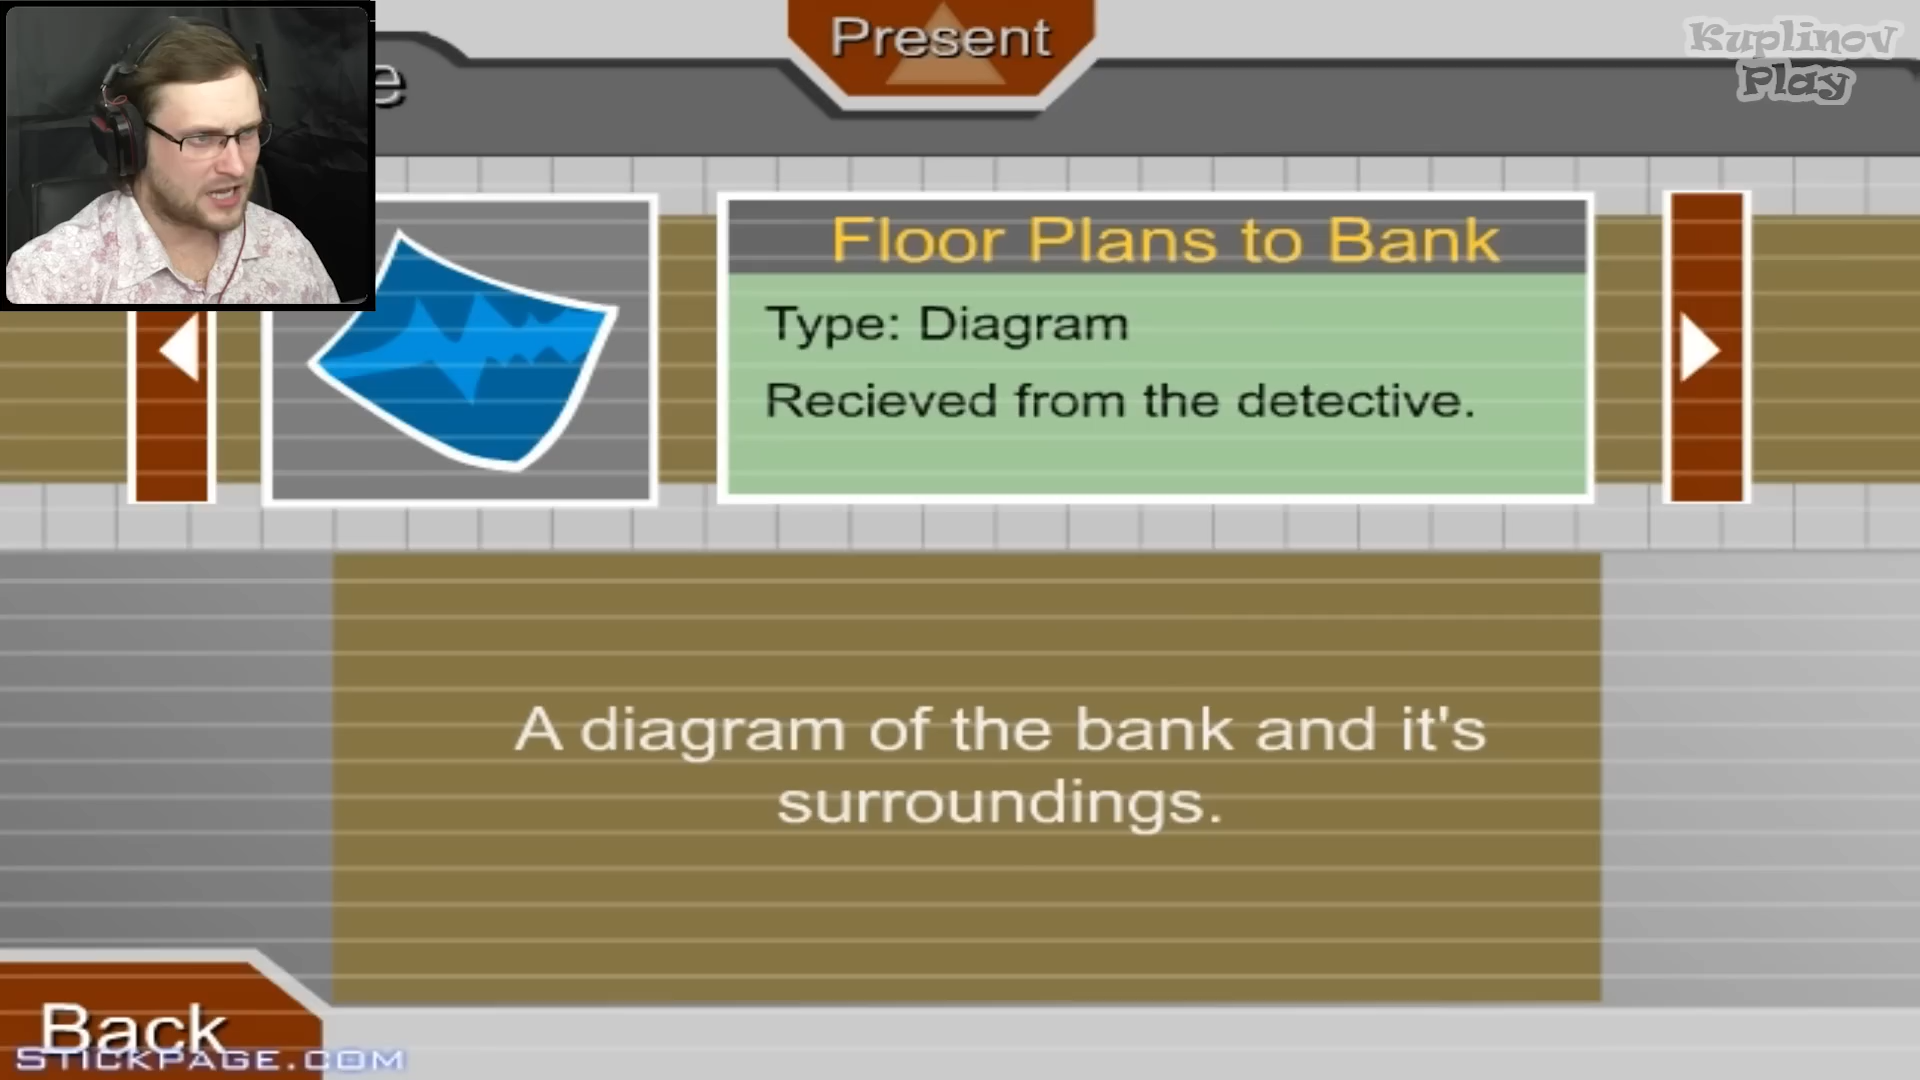 Present
Kuplinov
Play
e
Floor Plans to Bank
Type: Diagram
Recieved from the detective.
A diagram of the bank and it's
surroundings.
Back
STICKPAGE.COM